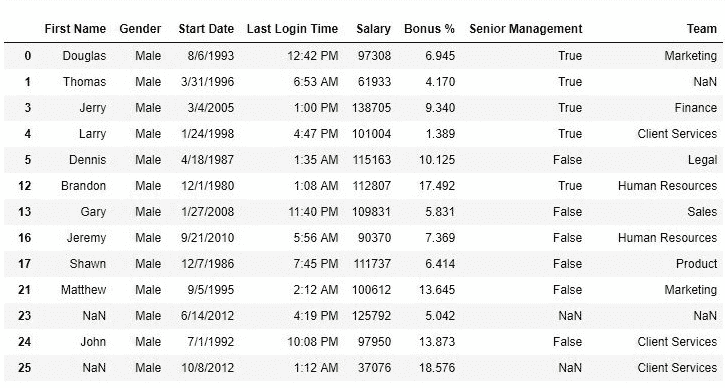 First Name Gender Start Date Last Login Time Salary Bonus % Senior Management Team
0 Douglas Male 8/6/1993 12:42 PM 97308 6.945 True Marketing
1 Thomas Male 3/31/1996 6:53 AM 61933 4.170 True NaN
3 Jerry Male 3/4/2005 1:00 PM 138705 9.340 True Finance
4 Larry Male 1/24/1998 4:47 PM 101004 1.389 True Client Services
5 Dennis Male 4/18/1987 1:35 AM 115163 10.125 False Legal
12 Brandon Male 12/1/1980 1:08 AM 112807 17.492 True Human Resources
13 Gary Male 1/27/2008 11:40 PM 109831 5.831 False Sales
16 Jeremy Male 9/21/2010 5:56 AM 90370 7.369 False Human Resources
17 Shawn Male 12/7/1986 7:45 PM 111737 6.414 False Product
21 Matthew Male 9/5/1995 2:12 AM 100612 13.645 False Marketing
23 NaN Male 6/14/2012 4:19 PM 125792 5.042 NaN NaN
24 John Male 7/1/1992 10:08 PM 97950 13.873 False Client Services
25 NaN Male 10/8/2012 1:12 AM 37076 18.576 NaN Client Services